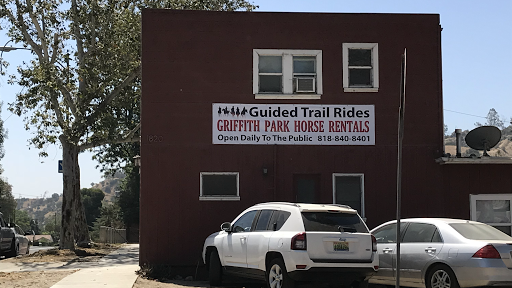 Guided Trail Rides
GRIFFITH PARK HORSE RENTALS
Open Daily To The Public 818-840-8401